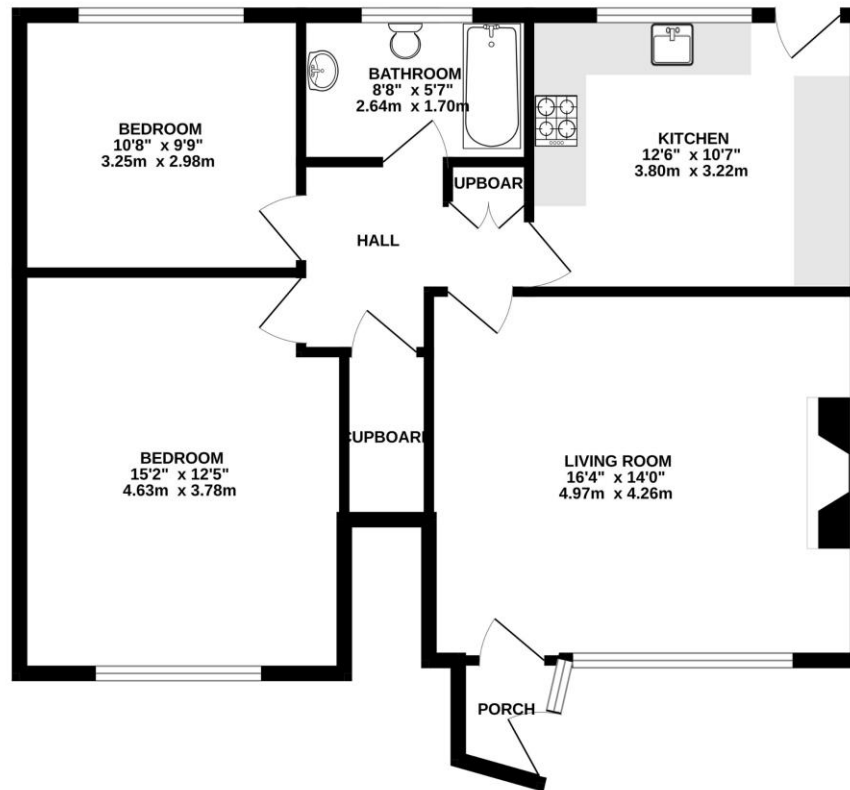 BATHROOM
8'8" x 5'7"
2.64m x 1.70m
BEDROOM
10'8" x 9'9"
3.25m x 2.98m
KITCHEN
12'6" x 10'7"
3.80m x 3.22m
UPBOAR
HALL
CUPBOARD
BEDROOM
15'2" x 12'5"
4.63m x 3.78m
LIVING ROOM
16'4" x 14'0"
4.97m x 4.26m
PORCH